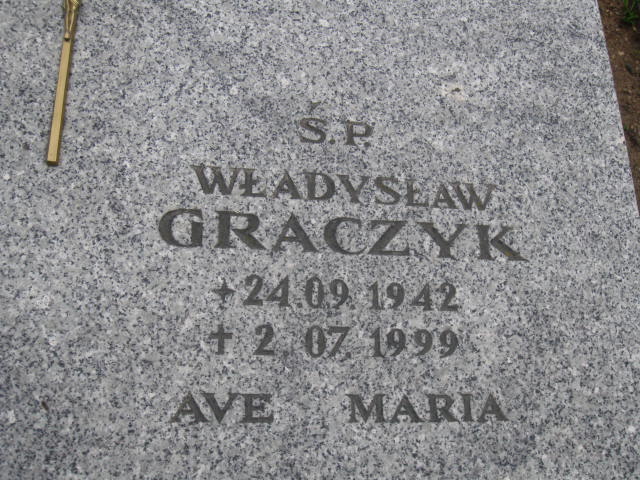 Ś.P.
WŁADYSŁAW
GRACZYK
+ 24.09.1942
✝ 2.07.1999
AVE MARIA